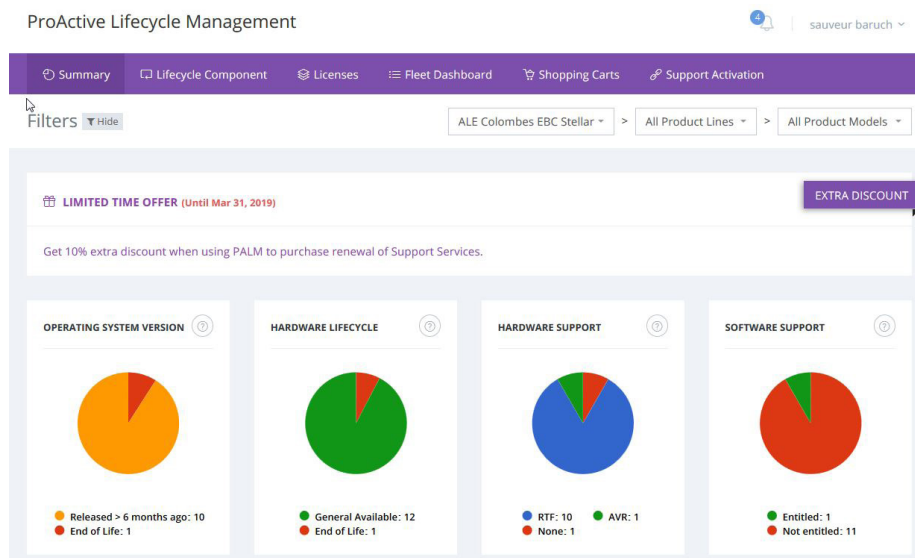 ProActive Lifecycle Management
4
sauveur baruch
Summary Lifecycle Component Licenses Fleet Dashboard Shopping Carts Support Activation
Filters Hide
ALE Colombes EBC Stellar > All Product Lines > All Product Models
LIMITED TIME OFFER (Until Mar 31, 2019)
EXTRA DISCOUNT
Get 10% extra discount when using PALM to purchase renewal of Support Services.
OPERATING SYSTEM VERSION ?
HARDWARE LIFECYCLE ?
HARDWARE SUPPORT ?
SOFTWARE SUPPORT ?
Released > 6 months ago: 10
End of Life: 1
General Available: 12
End of Life: 1
RTF: 10 AVR: 1
None: 1
Entitled: 1
Not entitled: 11